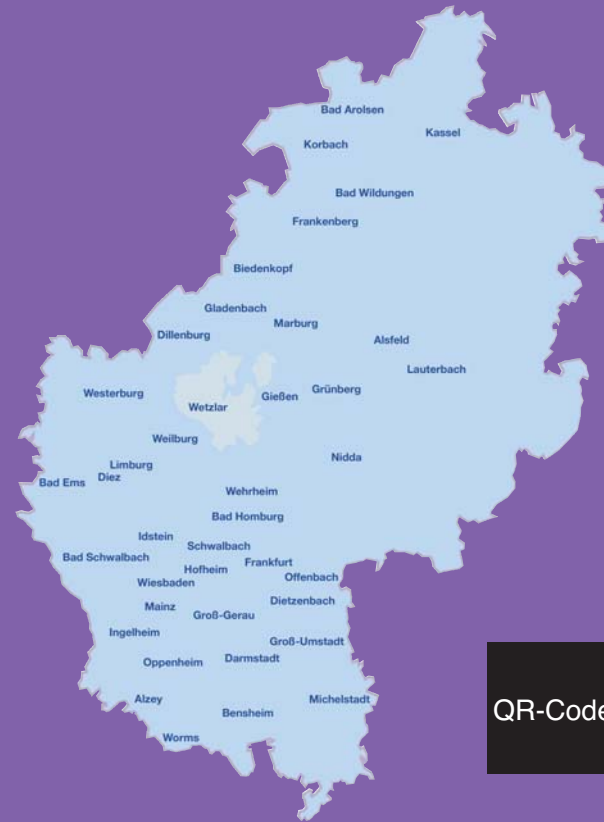 Bad Arolsen
Kassel
Korbach
Bad Wildungen
Frankenberg
Biedenkopf
Gladenbach
Marburg
Dillenburg
Alsfeld
Lauterbach
Westerburg
Grünberg
Gießen
Wetzlar
Weilburg
Nidda
Limburg
Diez
Bad Ems
Wehrheim
Bad Homburg
Idstein
Schwalbach
Bad Schwalbach
Frankfurt
Hofheim
Offenbach
Wiesbaden
Dietzenbach
Mainz
Groß-Gerau
Ingelheim
Groß-Umstadt
Darmstadt
Oppenheim
Alzey
Michelstadt
Bensheim
Worms
QR-Code